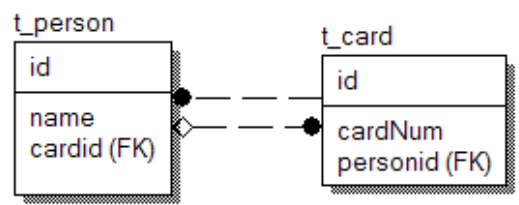 t_person
id
name
cardid (FK)
t_card
id
cardNum
personid (FK)